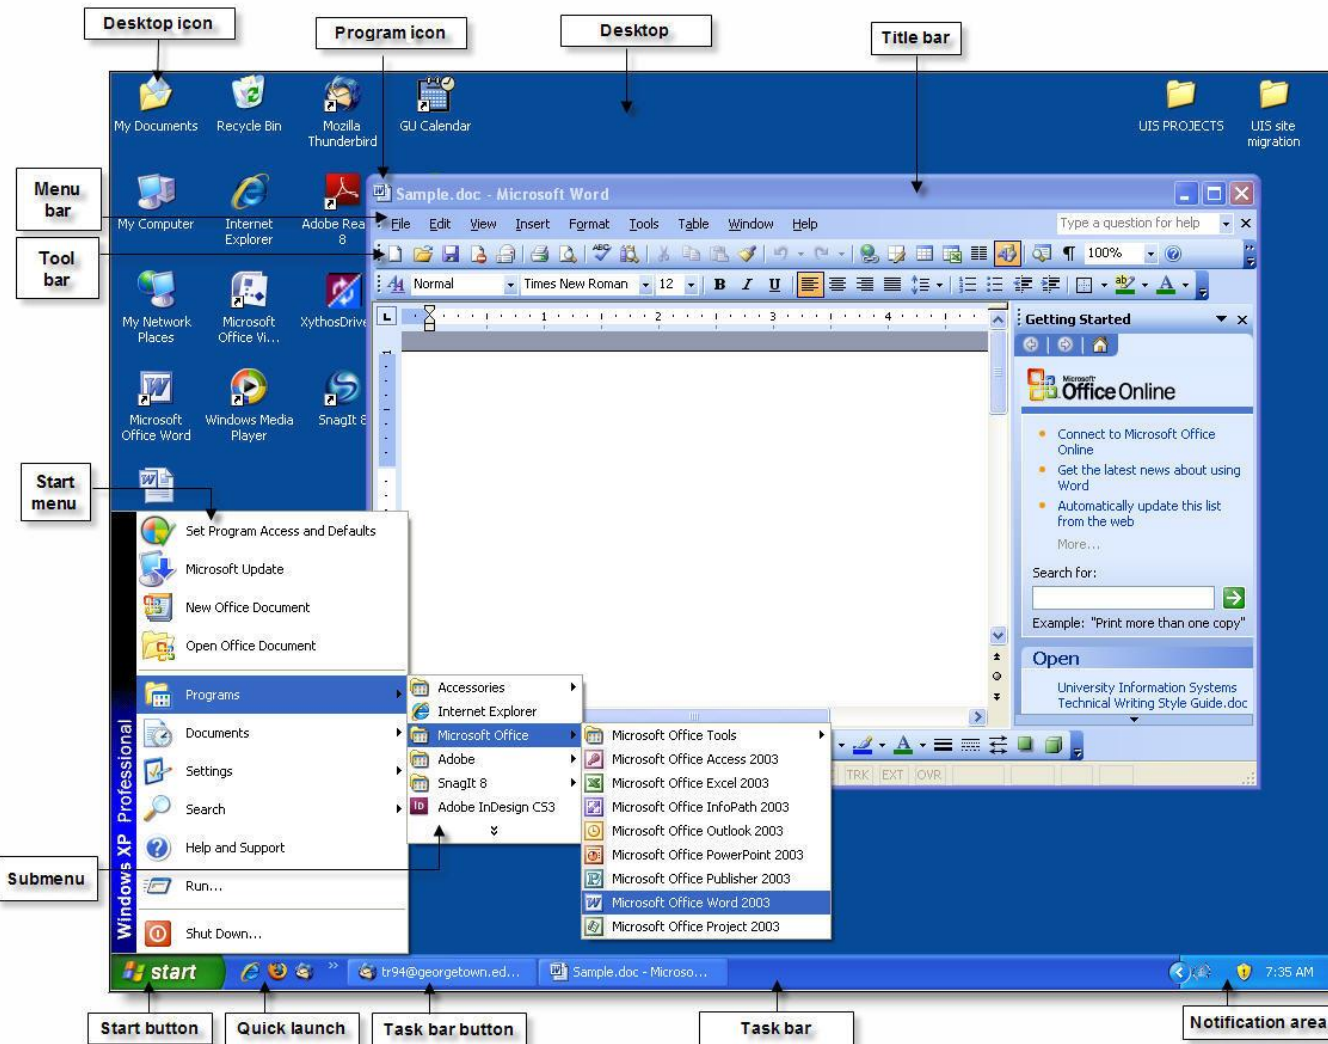 Desktop icon
Program icon
Desktop
Title bar
My Documents
Recycle Bin
Mozilla
Thunderbird
GU Calendar
UIS PROJECTS
UIS site
migration
Menu
bar
Sample.doc - Microsoft Word
My Computer
Internet
Explorer
Adobe Rea
8
File Edit View Insert Format Tools Table Window Help
Type a question for help
Tool
bar
100%
Normal
Times New Roman
12
B I U
My Network
Places
Microsoft
Office Vi...
XythosDrive
1 2 3 4
Getting Started
Microsoft
Office Online
Microsoft
Office Word
Windows Media
Player
SnagIt 8
Connect to Microsoft Office
Online
Get the latest news about using
Word
Automatically update this list
from the web
More...
Search for:
Example: "Print more than one copy"
Open
University Information Systems
Technical Writing Style Guide.doc
TRK EXT OVR
Start
menu
Set Program Access and Defaults
Microsoft Update
New Office Document
Open Office Document
Programs
Documents
Settings
Search
Help and Support
Run...
Shut Down...
Windows XP Professional
Accessories
Internet Explorer
Microsoft Office
Adobe
SnagIt 8
Adobe InDesign CS3
Microsoft Office Tools
Microsoft Office Access 2003
Microsoft Office Excel 2003
Microsoft Office InfoPath 2003
Microsoft Office Outlook 2003
Microsoft Office PowerPoint 2003
Microsoft Office Publisher 2003
Microsoft Office Word 2003
Microsoft Office Project 2003
Submenu
start
tr94@georgetown.ed...
Sample.doc - Microso...
7:35 AM
Start button
Quick launch
Task bar button
Task bar
Notification area